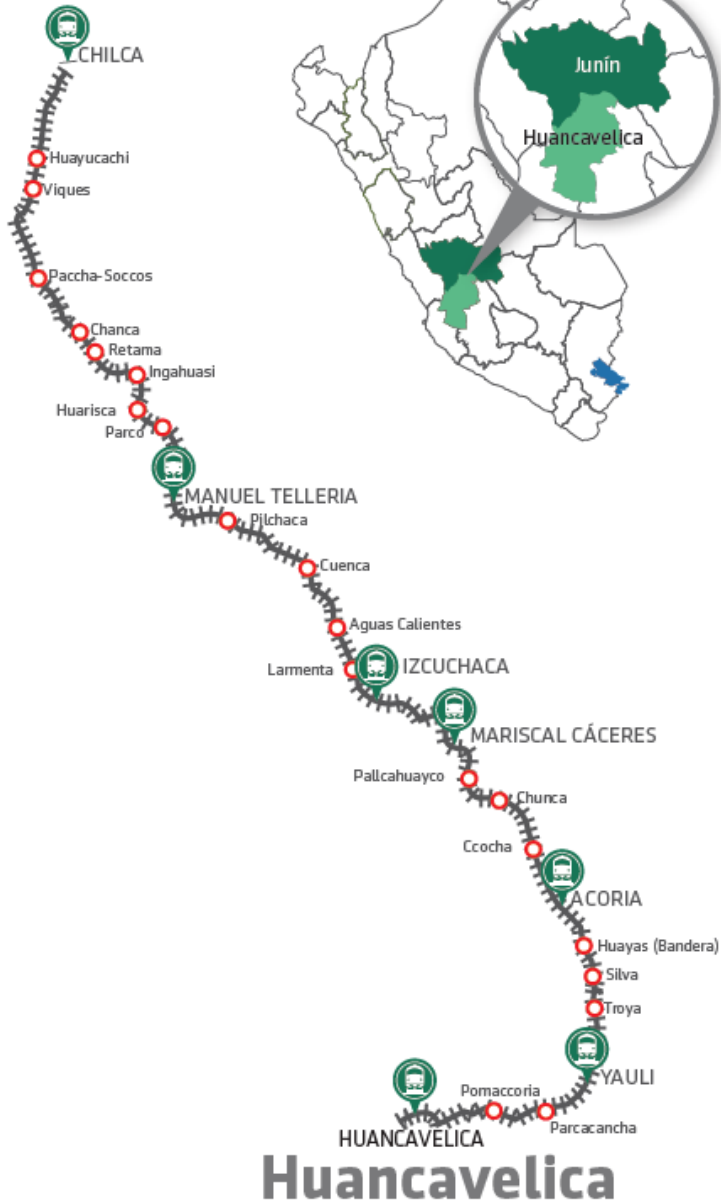 CHILCA
Junín
Huancavelica
Huayucachi
Viques
Paccha-Soccos
Chanca
Retama
Ingahuasi
Huarisca
Parco
MANUEL TELLERIA
Pilchaca
Cuenca
Aguas Calientes
Larmenta
IZCUCHACA
MARISCAL CÁCERES
Pallcahuayco
Chunca
Ccocha
ACORIA
Huayas (Bandera)
Silva
Troya
YAULI
Pomaccoria
Parcacancha
HUANCAVELICA
Huancavelica